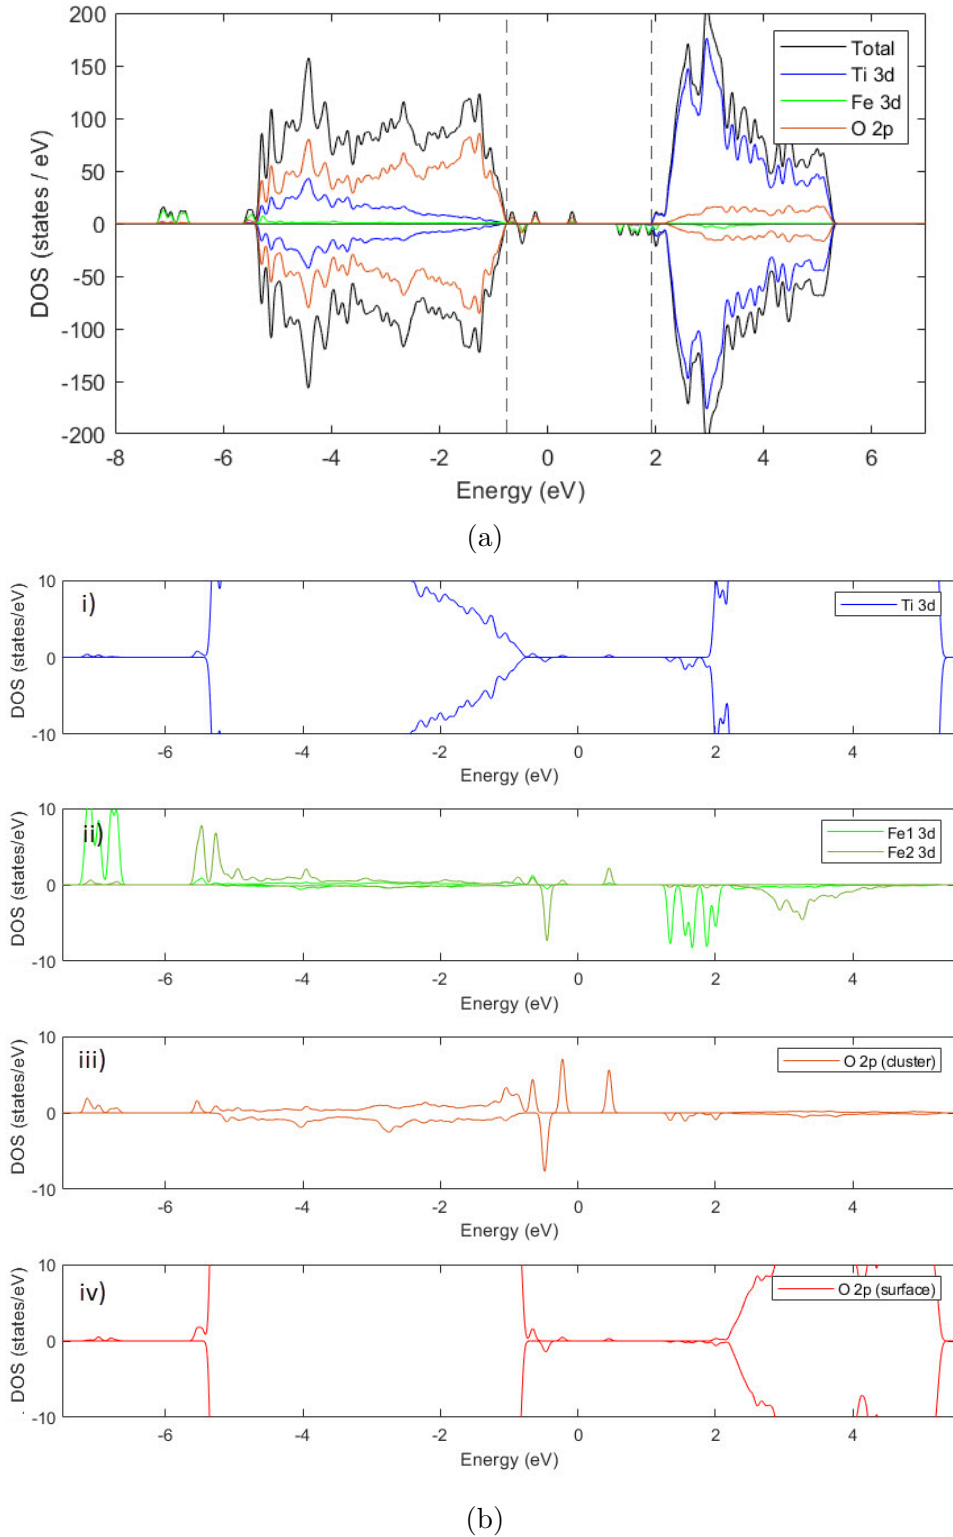 200
150
100
50
0
-50
-100
-150
-200
DOS (states / eV)
Total
Ti 3d
Fe 3d
O 2p
-8 -6 -4 -2 0 2 4 6
Energy (eV)
(a)
i)
10
0
-10
DOS (states/eV)
Ti 3d
-6 -4 -2 0 2 4
Energy (eV)
ii)
10
0
-10
DOS (states/eV)
Fe1 3d
Fe2 3d
-6 -4 -2 0 2 4
Energy (eV)
iii)
10
0
-10
DOS (states/eV)
O 2p (cluster)
-6 -4 -2 0 2 4
Energy (eV)
iv)
10
0
-10
DOS (states/eV)
O 2p (surface)
-6 -4 -2 0 2 4
Energy (eV)
(b)